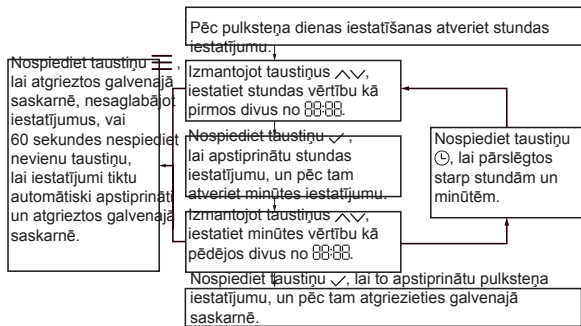 Pēc pulksteņa dienas iestatīšanas atveriet stundas
iestatījumu.
Nospiediet taustiņu ☰,
lai atgrieztos galvenajā
saskarnē, nesaglabājot
iestatījumus, vai
60 sekundes nespiediet
nevienu taustiņu,
lai iestatījumi tiktu
automātiski apstiprināti
un atgrieztos galvenajā
saskarnē.
Izmantojot taustiņus ︿﹀,
iestatiet stundas vērtību kā
pirmos divus no 88:88.
Nospiediet taustiņu ✓,
lai apstiprinātu stundas
iestatījumu, un pēc tam
atveriet minūtes iestatījumu.
Nospiediet taustiņu
🕒, lai pārslēgtos
starp stundām un
minūtēm.
Izmantojot taustiņus ︿﹀,
iestatiet minūtes vērtību kā
pēdējos divus no 88:88.
Nospiediet taustiņu ✓, lai to apstiprinātu pulksteņa
iestatījumu, un pēc tam atgriezieties galvenajā
saskarnē.